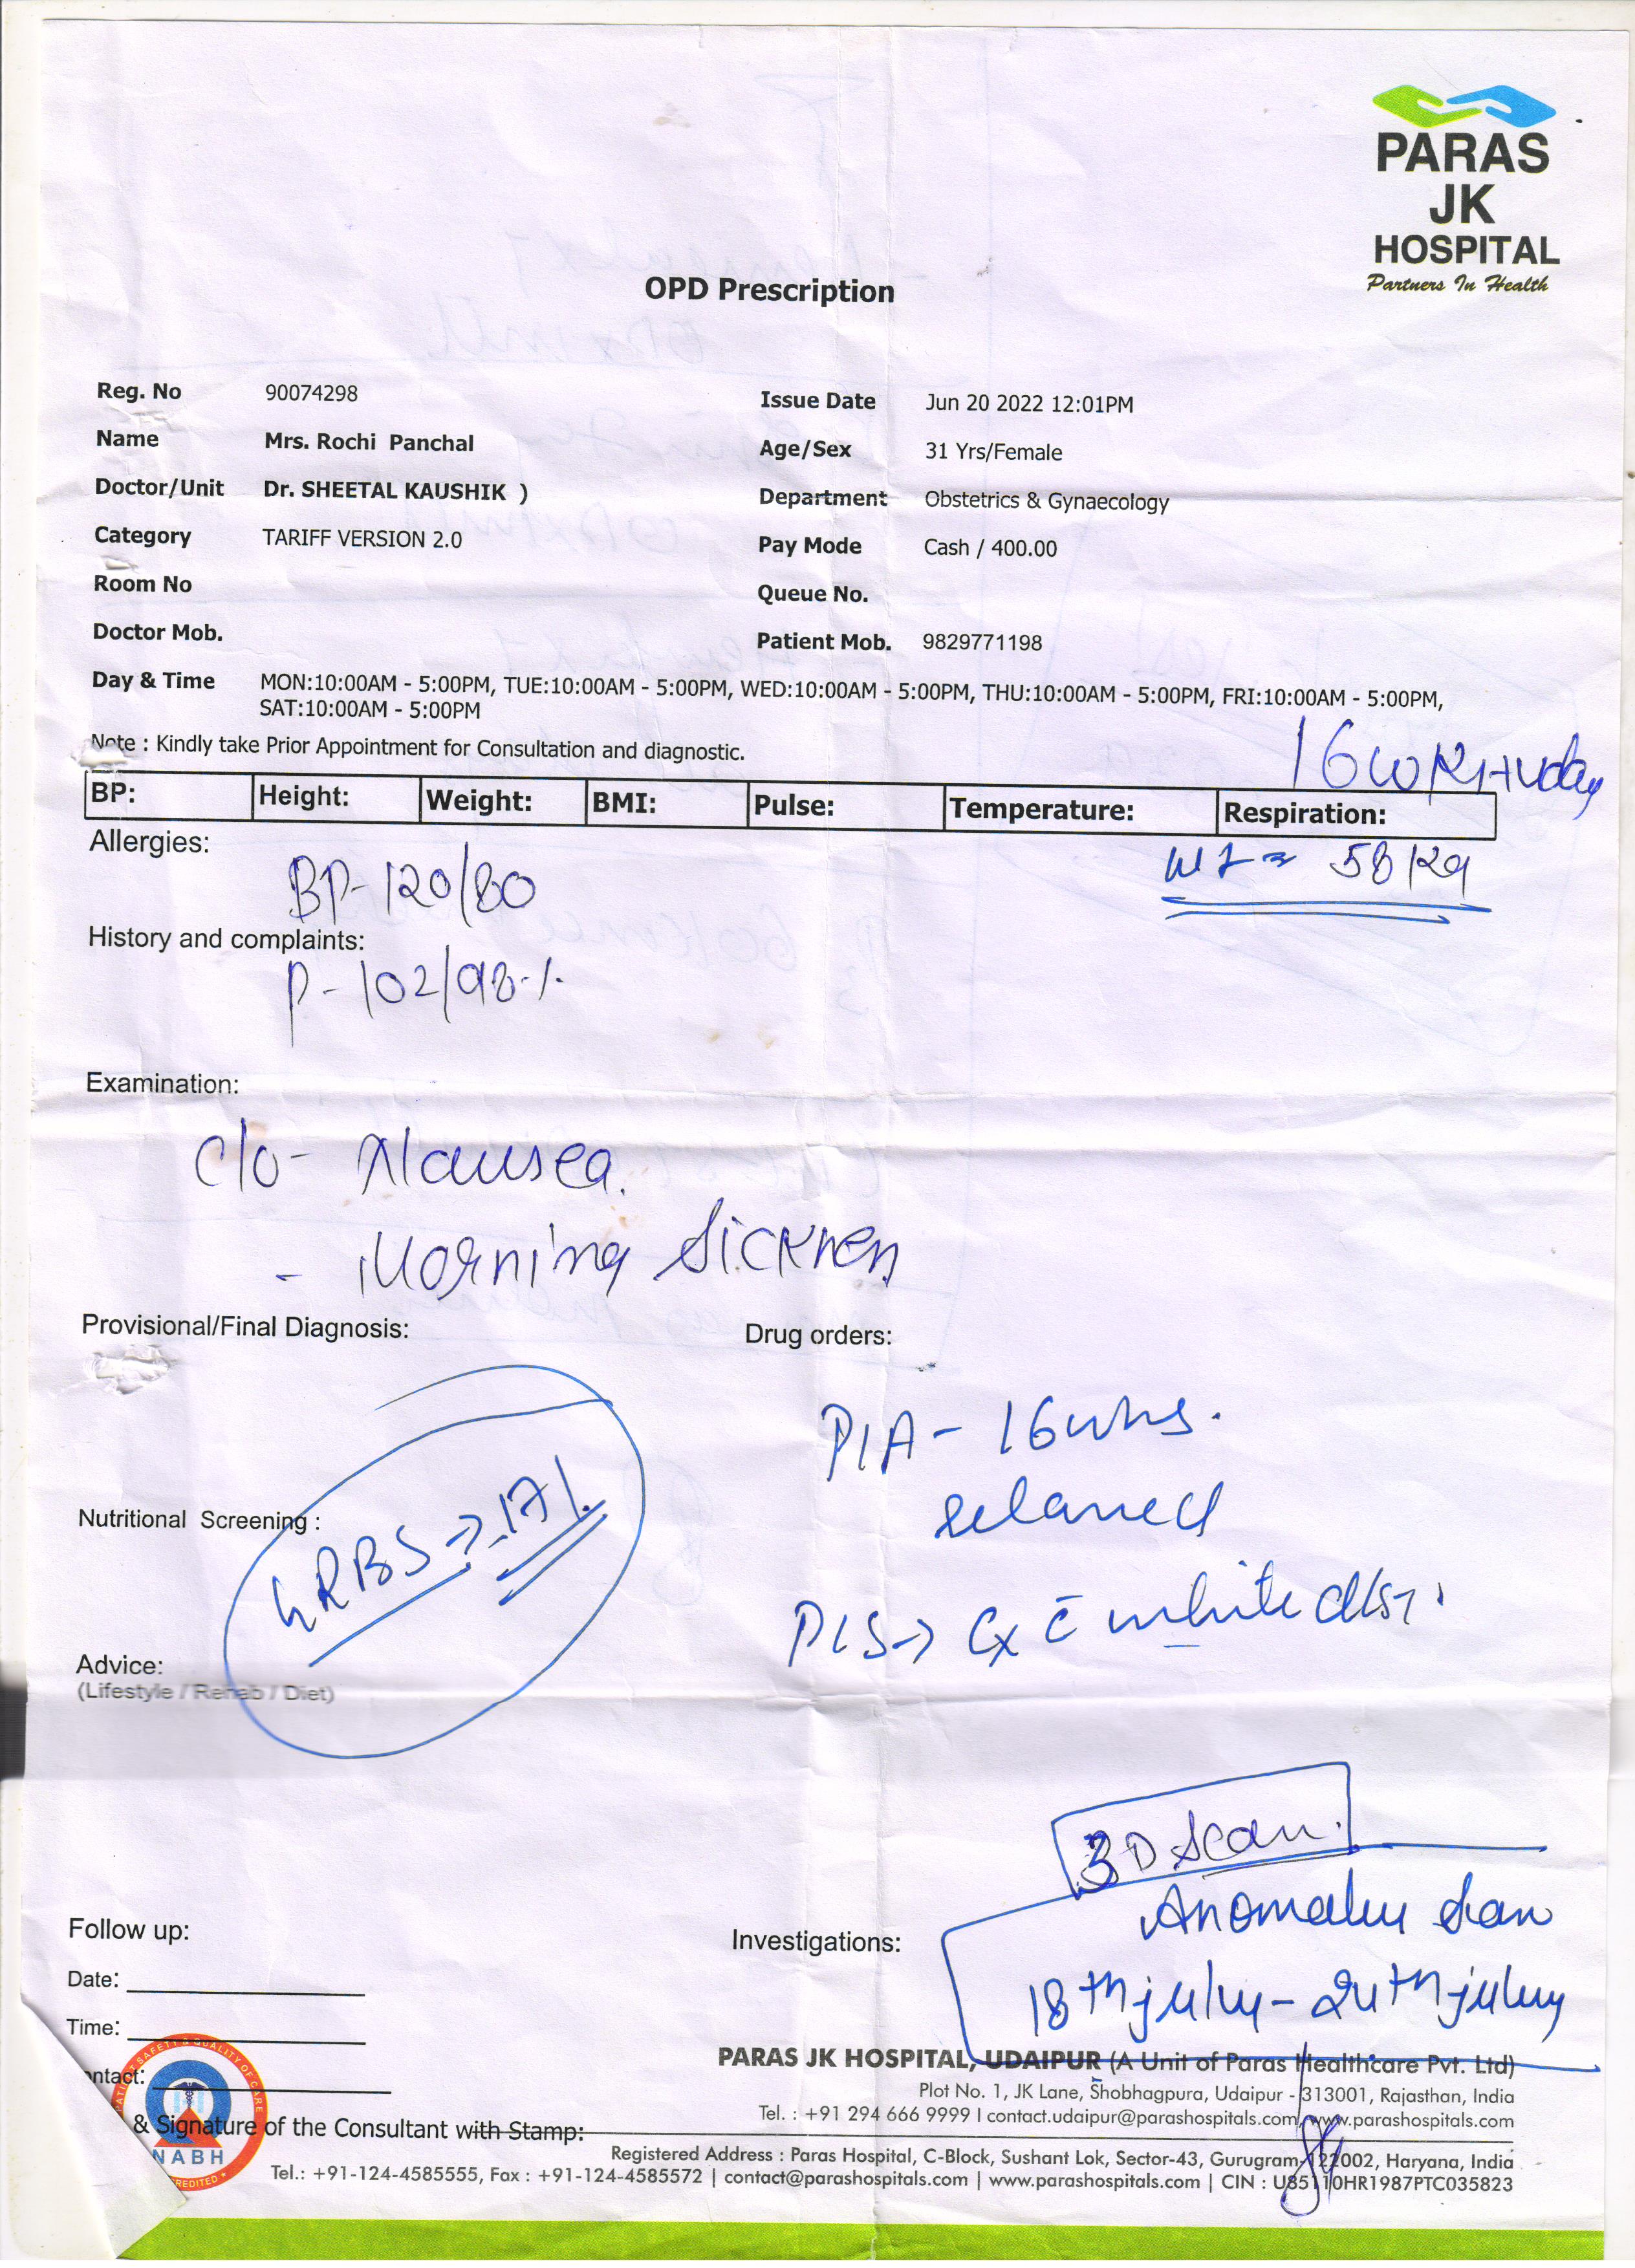 PARAS
JK
HOSPITAL
Partners In Health
OPD Prescription
Reg. No 90074298
Issue Date Jun 20 2022 12:01PM
Name Mrs. Rochi Panchal
Age/Sex 31 Yrs/Female
Doctor/Unit Dr. SHEETAL KAUSHIK )
Department Obstetrics & Gynaecology
Category TARIFF VERSION 2.0
Pay Mode Cash / 400.00
Room No
Queue No.
Doctor Mob.
Patient Mob. 9829771198
Day & Time MON:10:00AM - 5:00PM, TUE:10:00AM - 5:00PM, WED:10:00AM - 5:00PM, THU:10:00AM - 5:00PM, FRI:10:00AM - 5:00PM,
SAT:10:00AM - 5:00PM
Note : Kindly take Prior Appointment for Consultation and diagnostic.
16WK+4day
BP: Height: Weight: BMI: Pulse: Temperature: Respiration:
Allergies:
BP- 120/80
Wt = 58 kg
History and complaints:
P- 102/98%
Examination:
C/o- Nausea.
- Morning Sickness
Provisional/Final Diagnosis:
Drug orders:
P/A- 16wks.
relaxed
Nutritional Screening :
GRBS → 171.
P/S → Cx c̄ white
Advice:
(Lifestyle / Rehab / Diet)
3D Scan.
Anomaly Scan
18th july - 24th july
Follow up:
Investigations:
Date:
Time:
ntact:
& Signature of the Consultant with Stamp:
PATIENT SAFETY & QUALITY OF CARE
NABH
REDITED
PARAS JK HOSPITAL, UDAIPUR (A Unit of Paras Healthcare Pvt. Ltd)
Plot No. 1, JK Lane, Shobhagpura, Udaipur - 313001, Rajasthan, India
Tel. : +91 294 666 9999 I contact.udaipur@parashospitals.com, www.parashospitals.com
Registered Address : Paras Hospital, C-Block, Sushant Lok, Sector-43, Gurugram-122002, Haryana, India
Tel.: +91-124-4585555, Fax : +91-124-4585572 | contact@parashospitals.com | www.parashospitals.com | CIN : U85110HR1987PTC035823